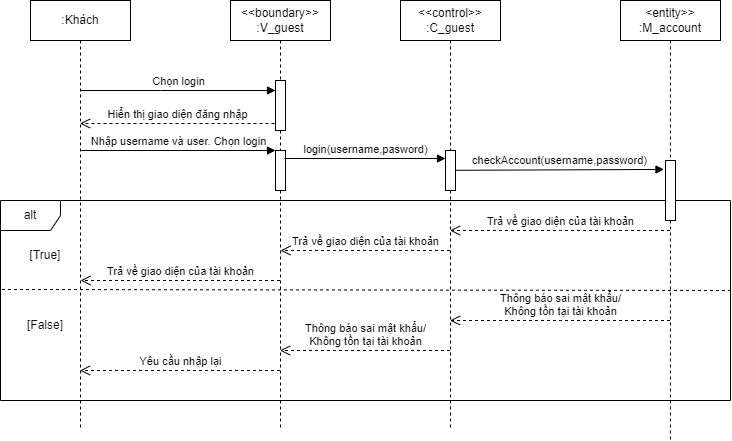 :Khách
<<boundary>>
:V_guest
<<control>>
:C_guest
<entity>>
:M_account
Chọn login
Hiển thị giao diện đăng nhập
Nhập username và user. Chọn login
login(username,pasword)
checkAccount(username,password)
alt
Trả về giao diện của tài khoản
Trả về giao diện của tài khoản
[True]
Trả về giao diện của tài khoản
Thông báo sai mật khẩu/
Không tồn tại tài khoản
[False]
Thông báo sai mật khẩu/
Không tồn tại tài khoản
Yêu cầu nhập lại